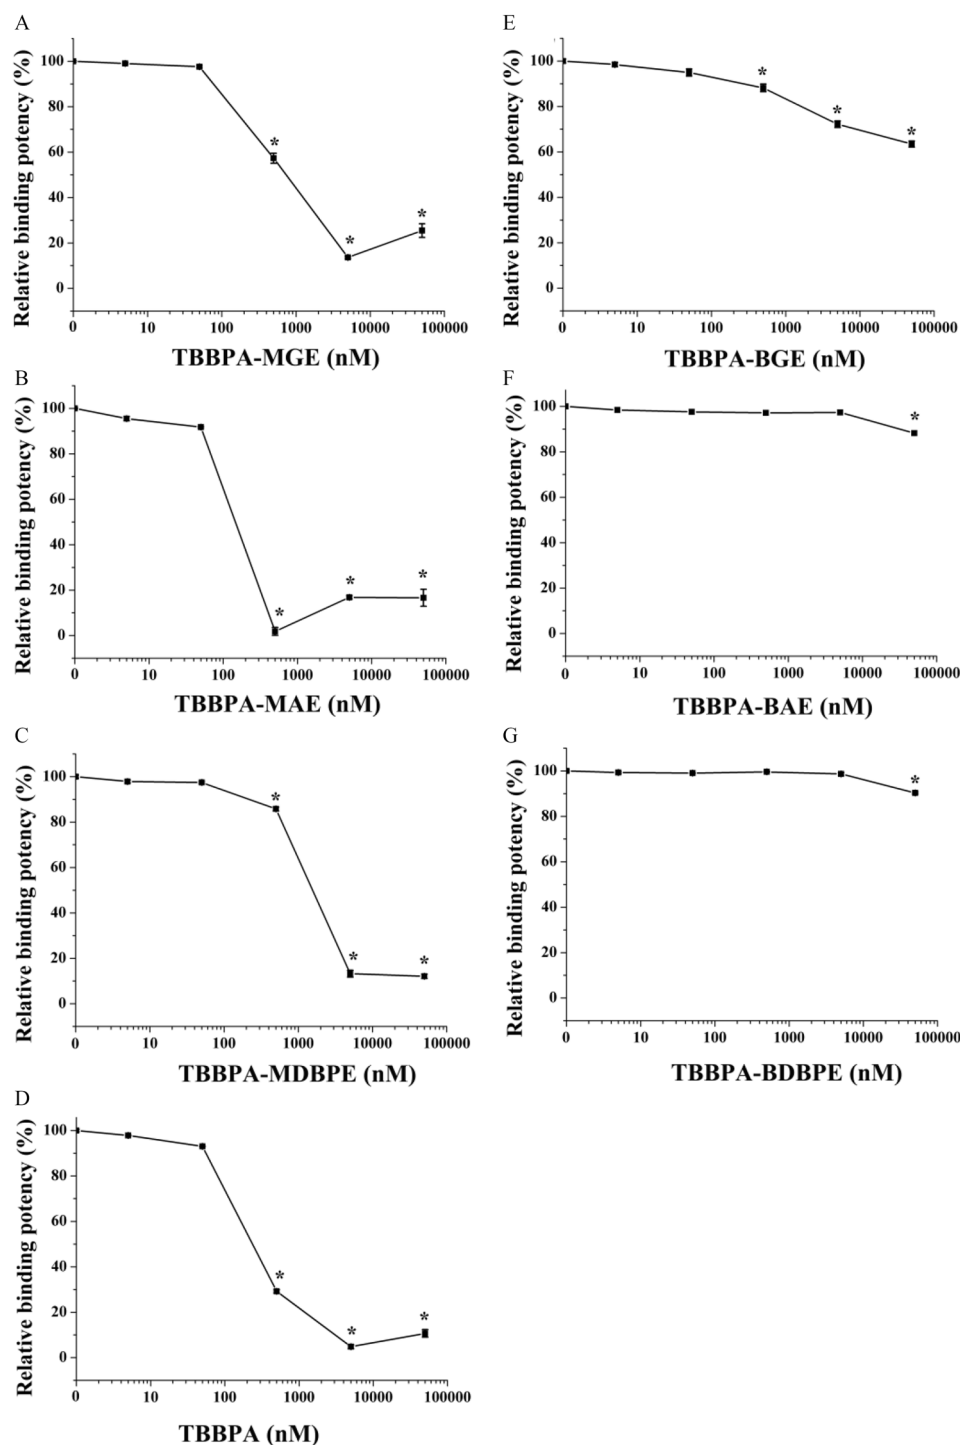 A
Relative binding potency (%)
100
80
60
40
20
0
0 10 100 1000 10000 100000
* * *
TBBPA-MGE (nM)
B
Relative binding potency (%)
100
80
60
40
20
0
0 10 100 1000 10000 100000
* * *
TBBPA-MAE (nM)
C
Relative binding potency (%)
100
80
60
40
20
0
0 10 100 1000 10000 100000
* * *
TBBPA-MDBPE (nM)
D
Relative binding potency (%)
100
80
60
40
20
0
0 10 100 1000 10000 100000
* * *
TBBPA (nM)
E
Relative binding potency (%)
100
80
60
40
20
0
0 10 100 1000 10000 100000
* * *
TBBPA-BGE (nM)
F
Relative binding potency (%)
100
80
60
40
20
0
0 10 100 1000 10000 100000
*
TBBPA-BAE (nM)
G
Relative binding potency (%)
100
80
60
40
20
0
0 10 100 1000 10000 100000
*
TBBPA-BDBPE (nM)